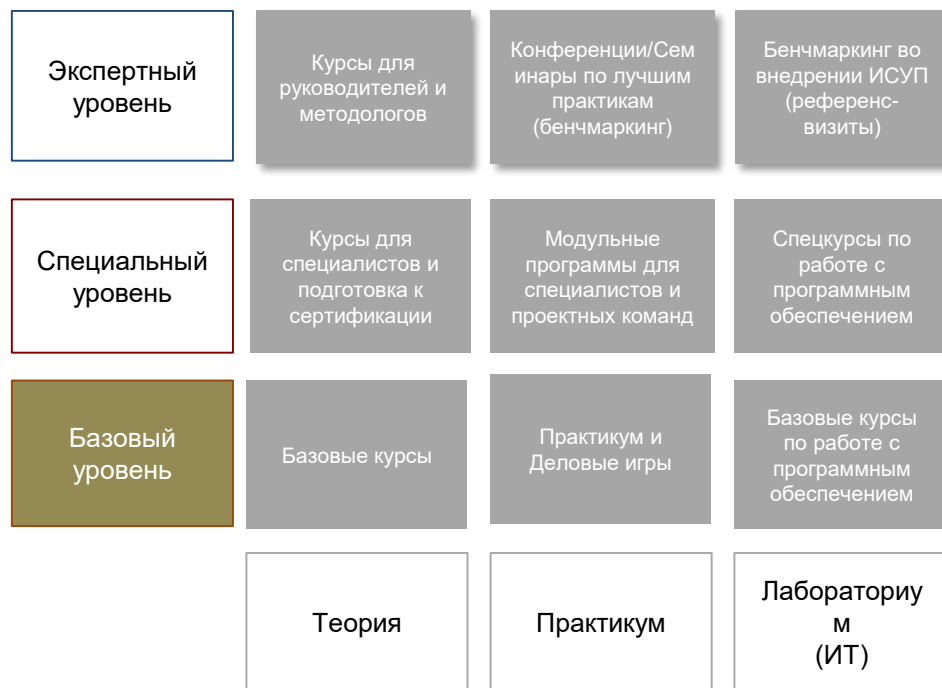 Экспертный
уровень
Курсы для
руководителей и
методологов
Конференции/Сем
инары по лучшим
практикам
(бенчмаркинг)
Бенчмаркинг во
внедрении ИСУП
(референс-
визиты)
Специальный
уровень
Курсы для
специалистов и
подготовка к
сертификации
Модульные
программы для
специалистов и
проектных команд
Спецкурсы по
работе с
программным
обеспечением
Базовый
уровень
Базовые курсы
Практикум и
Деловые игры
Базовые курсы
по работе с
программным
обеспечением
Теория
Практикум
Лабораториу
м
(ИТ)